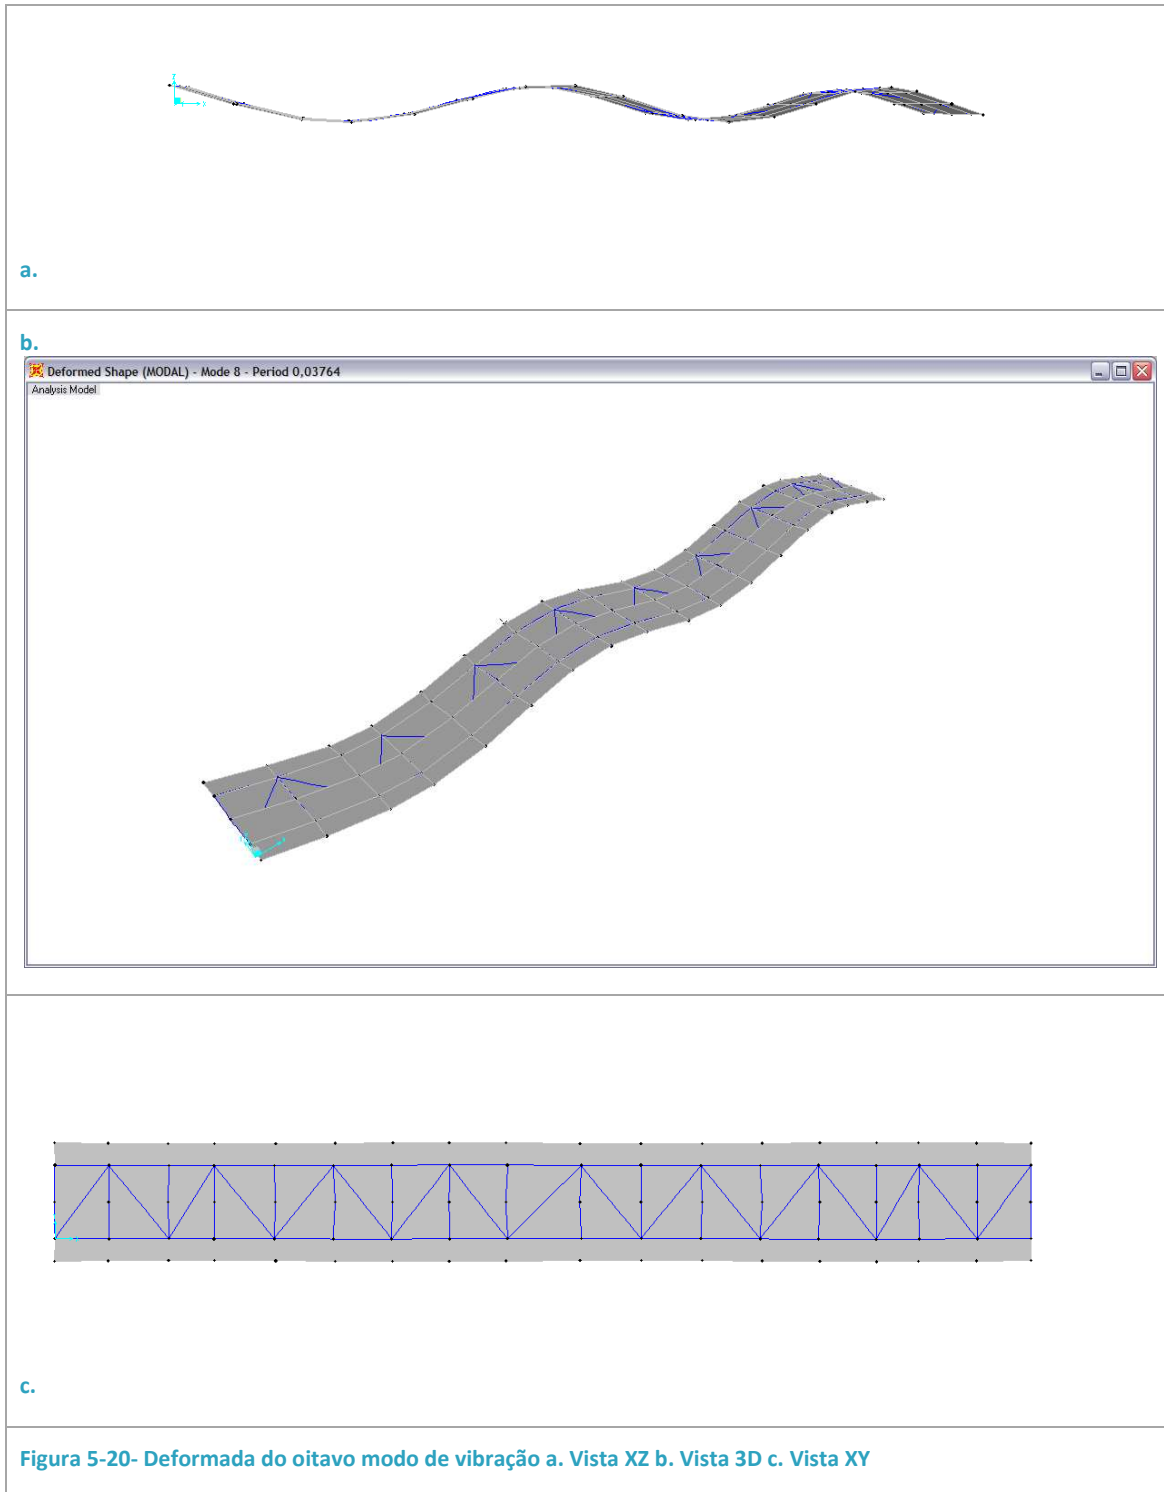 a.
b.
Deformed Shape (MODAL) - Mode 8 - Period 0,03764
Analysis Model
c.
Figura 5-20- Deformada do oitavo modo de vibração a. Vista XZ b. Vista 3D c. Vista XY